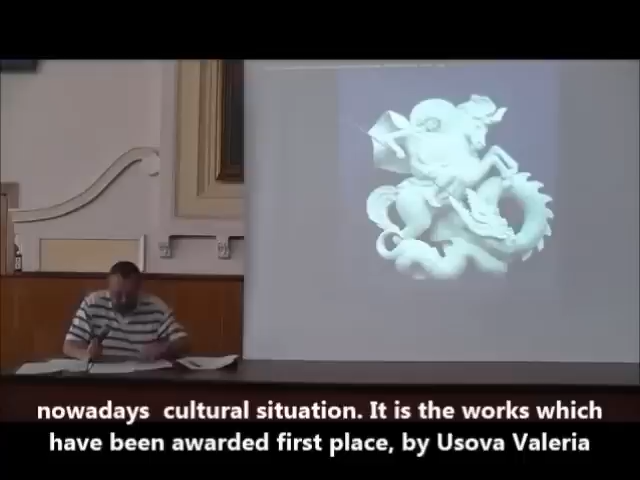 nowadays  cultural situation. It is the works which
have been awarded first place, by Usova Valeria